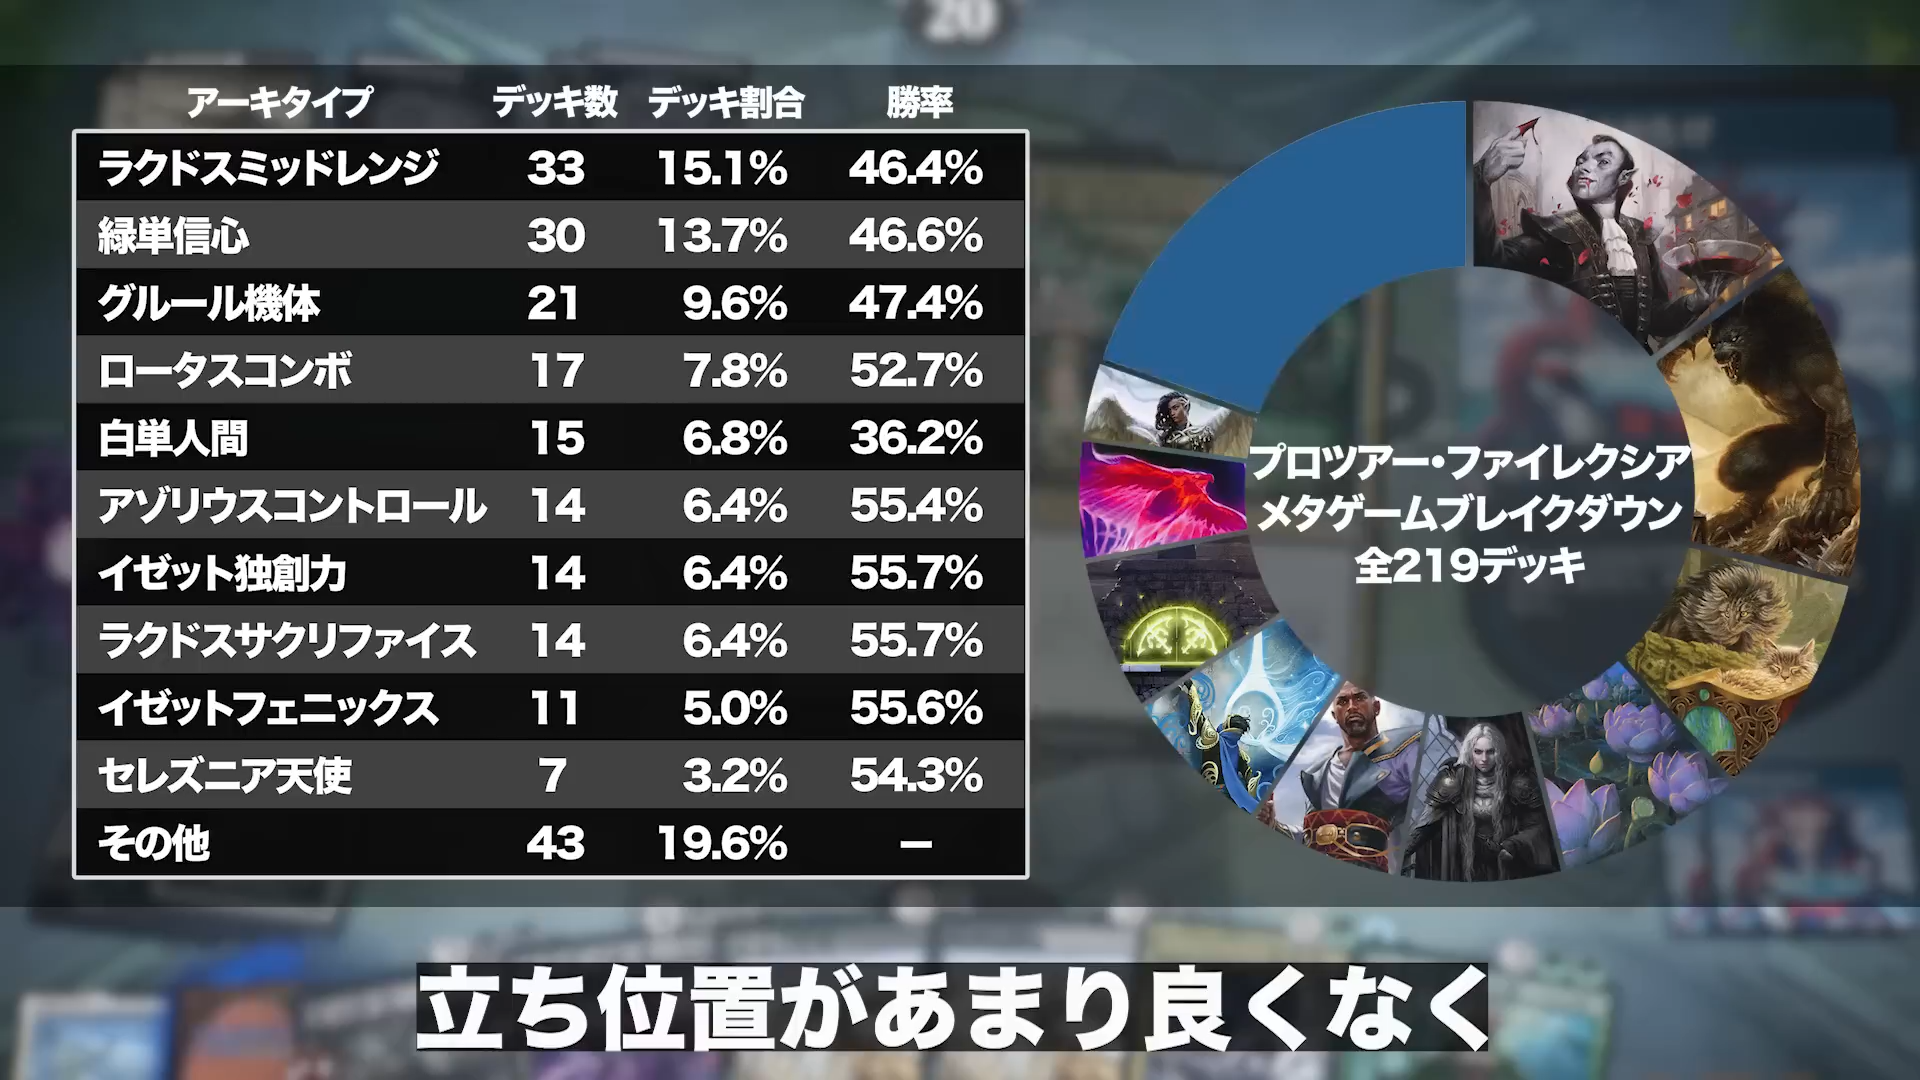 20
アーキタイプ デッキ数 デッキ割合 勝率
ラクドスミッドレンジ 33 15.1% 46.4%
緑単信心 30 13.7% 46.6%
グルール機体 21 9.6% 47.4%
ロータスコンボ 17 7.8% 52.7%
白単人間 15 6.8% 36.2%
アゾリウスコントロール 14 6.4% 55.4%
イゼット独創力 14 6.4% 55.7%
ラクドスサクリファイス 14 6.4% 55.7%
イゼットフェニックス 11 5.0% 55.6%
セレズニア天使 7 3.2% 54.3%
その他 43 19.6% –
プロツアー・ファイレクシア
メタゲームブレイクダウン
全219デッキ
立ち位置があまり良くなく